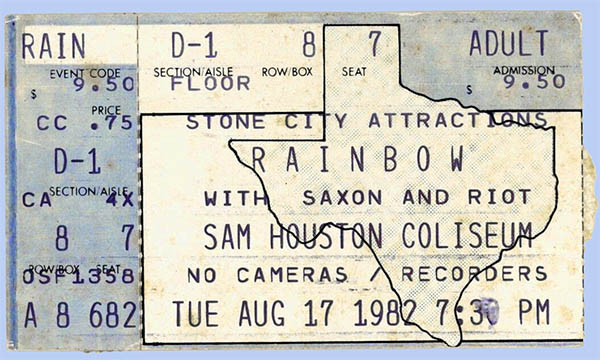 RAIN D-1 8 7 ADULT
EVENT CODE SECTION/AISLE ROW/BOX SEAT ADMISSION
$ 9.50 FLOOR $ 9.50
PRICE
CC .75 STONE CITY ATTRACTIONS
D-1 RAINBOW
SECTION/AISLE
CA 4X WITH SAXON AND RIOT
8 7 SAM HOUSTON COLISEUM
ROW/BOX SEAT
OSF1358 NO CAMERAS / RECORDERS
A 8 682 TUE AUG 17 1982 7:30 PM